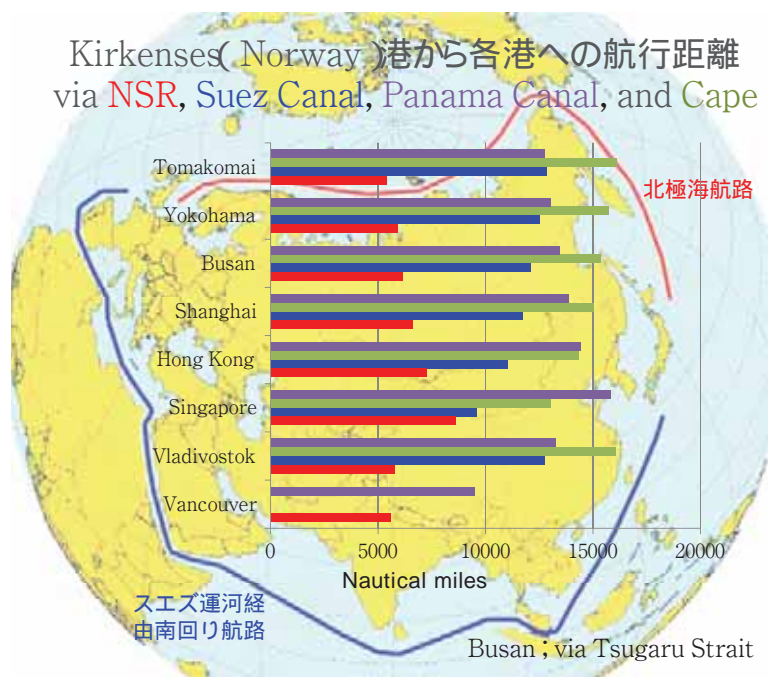 Kirkenses( Norway )港から各港への航行距離
via NSR, Suez Canal, Panama Canal, and Cape
Tomakomai
北極海航路
Yokohama
Busan
Shanghai
Hong Kong
Singapore
Vladivostok
Vancouver
0 5000 10000 15000 20000
Nautical miles
スエズ運河経
由南回り航路
Busan ; via Tsugaru Strait